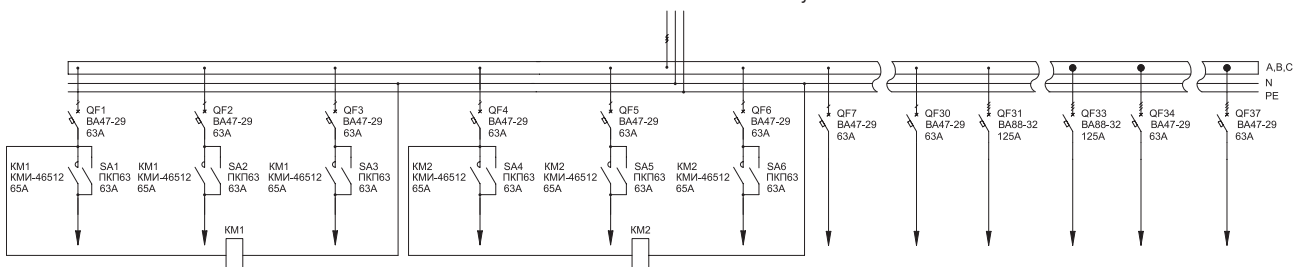 A,B,C
N
PE
QF1
ВА47-29
63А
QF2
ВА47-29
63А
QF3
ВА47-29
63А
QF4
ВА47-29
63А
QF5
ВА47-29
63А
QF6
ВА47-29
63А
QF7
ВА47-29
63А
QF30
ВА47-29
63А
QF31
ВА88-32
125А
QF33
ВА88-32
125А
QF34
ВА47-29
63А
QF37
ВА47-29
63А
КМ1
КМИ-46512
65А
SA1
ПКП63
63А
КМ1
КМИ-46512
65А
SA2
ПКП63
63А
КМ1
КМИ-46512
65А
SA3
ПКП63
63А
КМ2
КМИ-46512
65А
SA4
ПКП63
63А
КМ2
КМИ-46512
65А
SA5
ПКП63
63А
КМ2
КМИ-46512
65А
SA6
ПКП63
63А
КМ1
КМ2